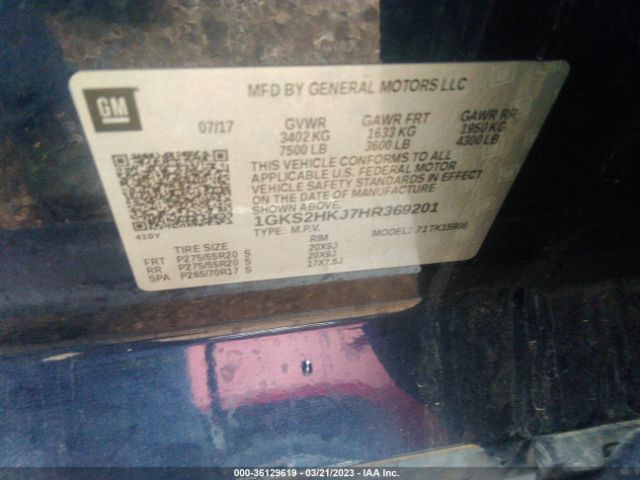 GM
MFD BY GENERAL MOTORS LLC
07/17 GVWR GAWR FRT GAWR RR
3402 KG 1633 KG 1950 KG
7500 LB 3600 LB 4300 LB
THIS VEHICLE CONFORMS TO ALL
APPLICABLE U.S. FEDERAL MOTOR
VEHICLE SAFETY STANDARDS IN
EFFECT ON THE DATE OF MANUFACTURE
SHOWN ABOVE.
1GKS2HKJ7HR369201
419Y TYPE: M.P.V. MODEL: 71TK15906
TIRE SIZE RIM
FRT P275/55R20 S 20X9J
RR P275/55R20 S 20X9J
SPA P265/70R17 S 17X7.5J
000-36129619 - 03/21/2023 - IAA Inc.